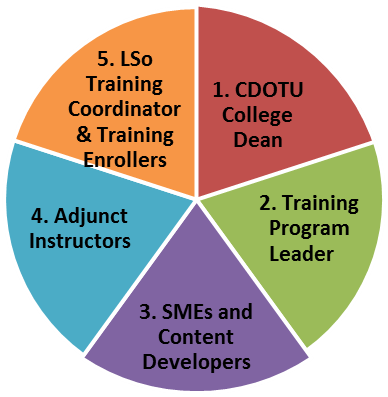 1. CDOTU
College
Dean
2. Training
Program
Leader
3. SMEs and
Content
Developers
4. Adjunct
Instructors
5. LSo
Training
Coordinator
& Training
Enrollers